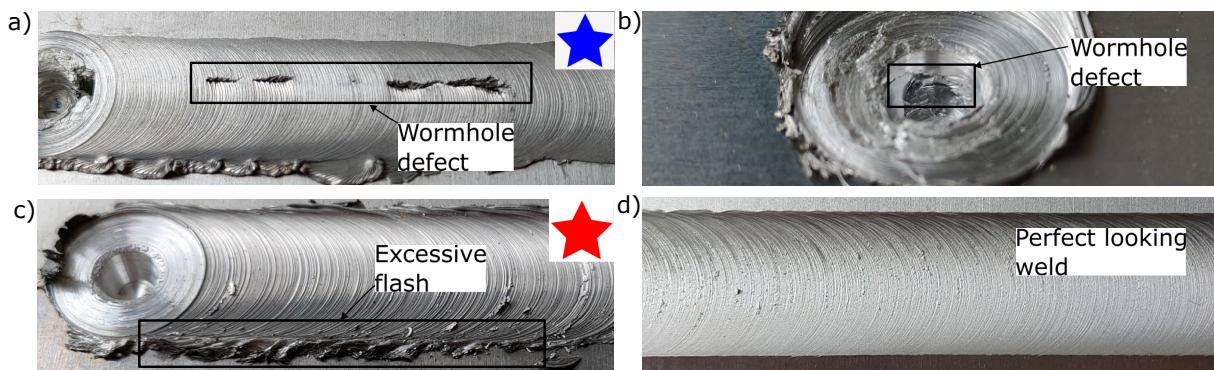 a)
Wormhole
defect
b)
Wormhole
defect
c)
Excessive
flash
d)
Perfect looking
weld